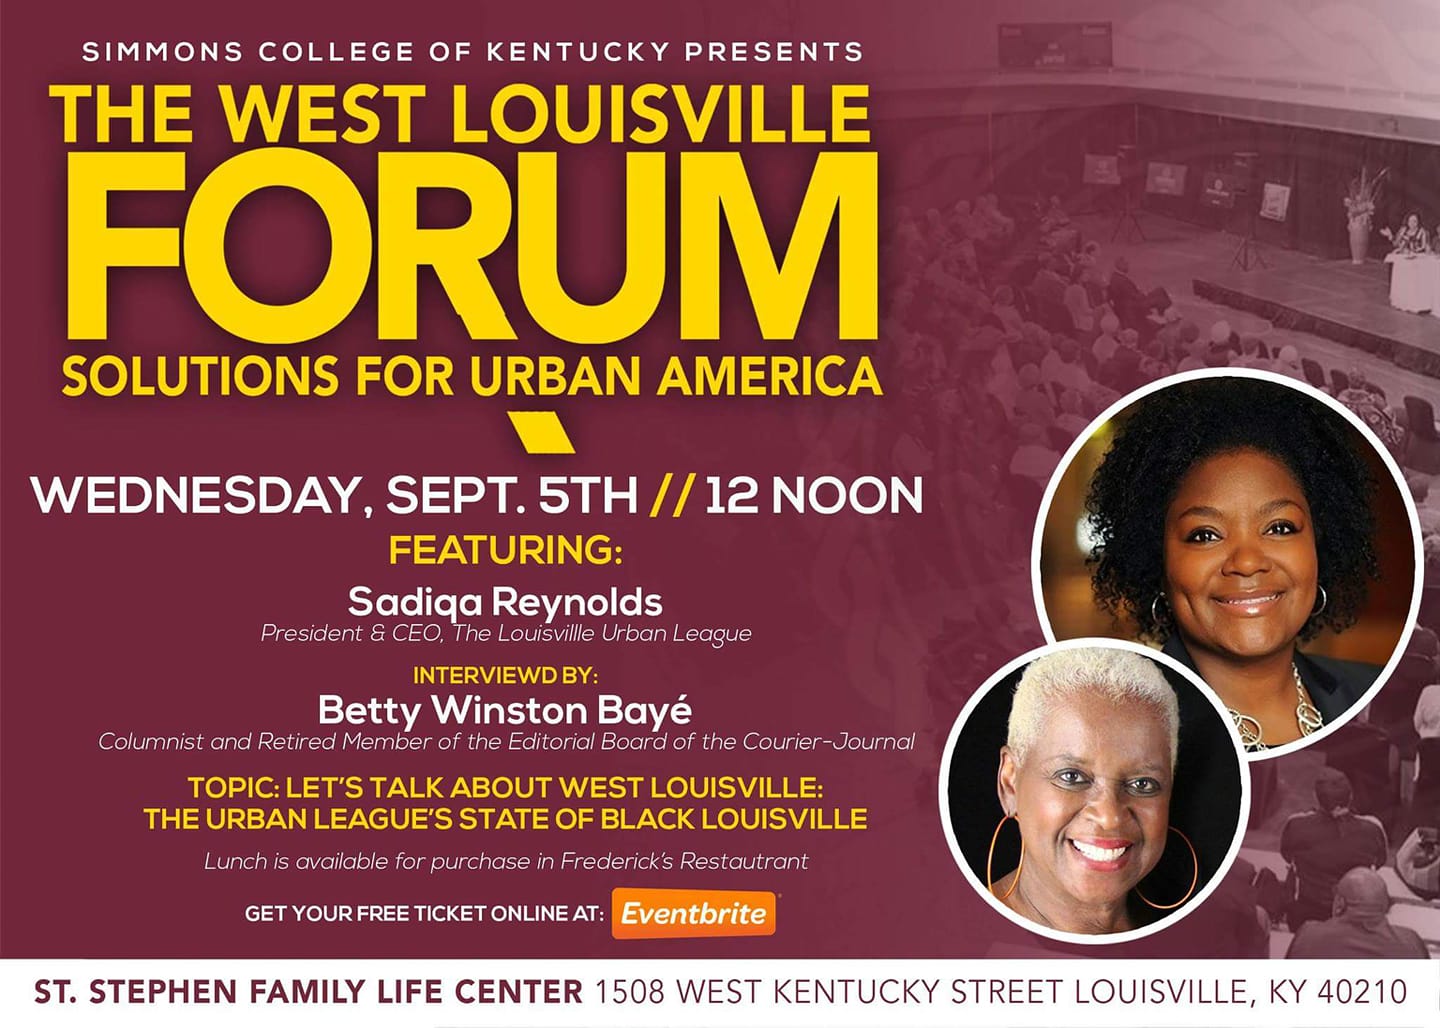 SIMMONS COLLEGE OF KENTUCKY PRESENTS
THE WEST LOUISVILLE
FORUM
SOLUTIONS FOR URBAN AMERICA
WEDNESDAY, SEPT. 5TH // 12 NOON
FEATURING:
Sadiqa Reynolds
President & CEO, The Louisvillle Urban League
INTERVIEWD BY:
Betty Winston Bayé
Columnist and Retired Member of the Editorial Board of the Courier-Journal
TOPIC: LET'S TALK ABOUT WEST LOUISVILLE:
THE URBAN LEAGUE'S STATE OF BLACK LOUISVILLE
Lunch is available for purchase in Frederick's Restautrant
GET YOUR FREE TICKET ONLINE AT: Eventbrite
ST. STEPHEN FAMILY LIFE CENTER 1508 WEST KENTUCKY STREET LOUISVILLE, KY 40210